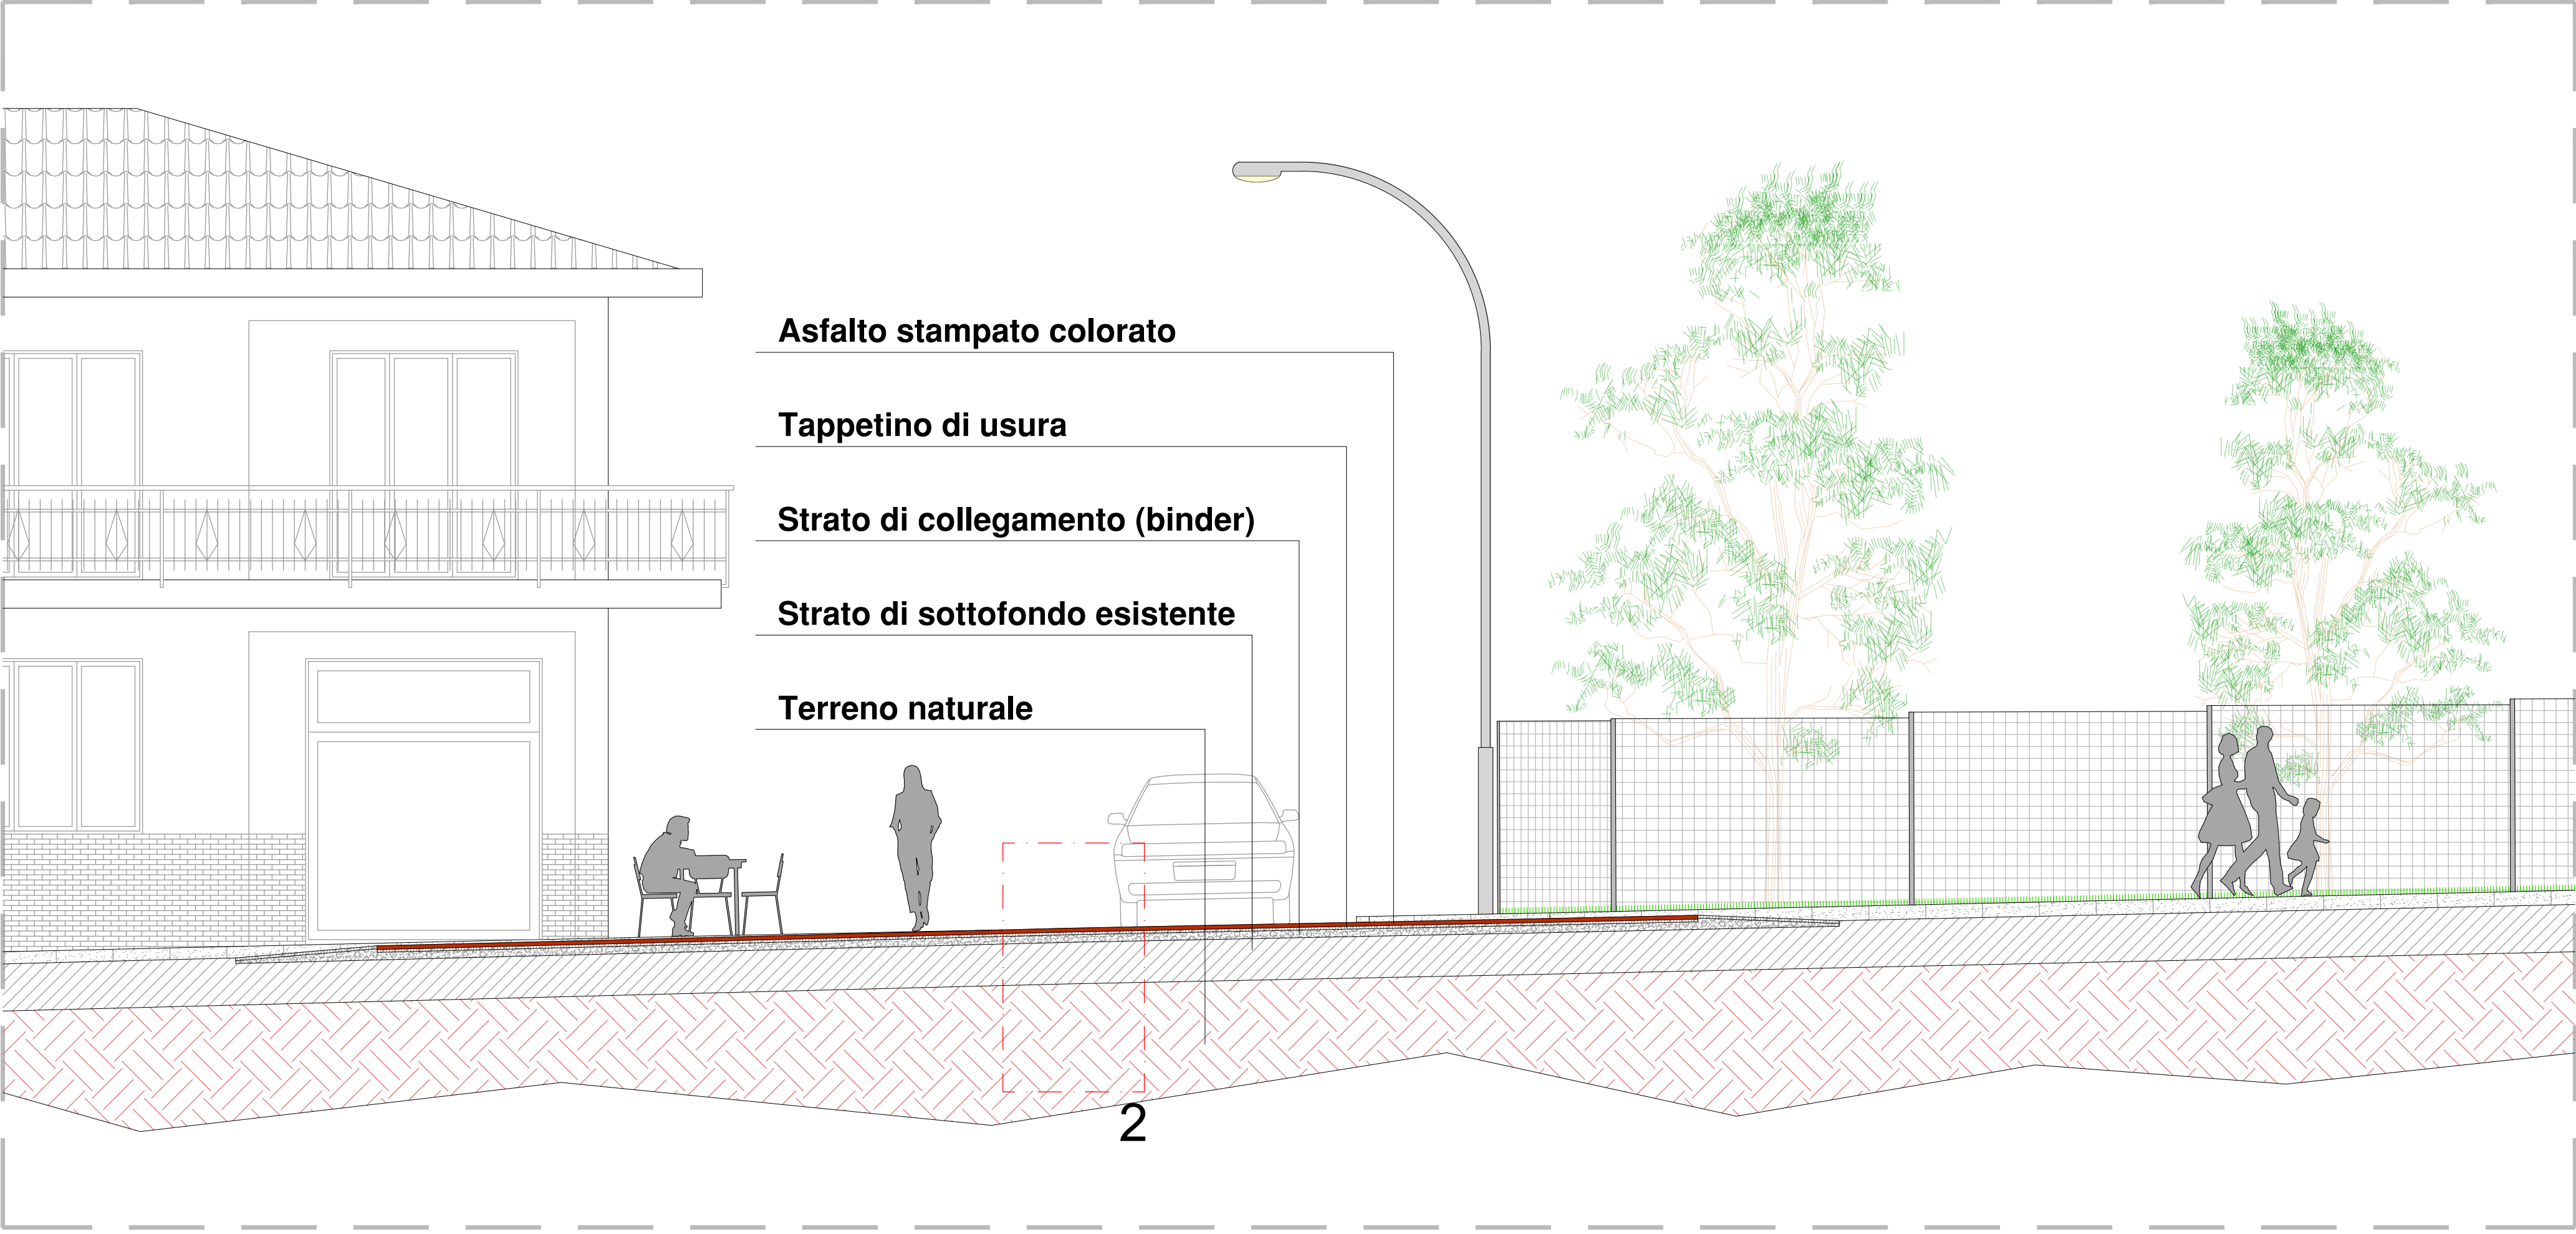 Asfalto stampato colorato
Tappetino di usura
Strato di collegamento (binder)
Strato di sottofondo esistente
Terreno naturale
2